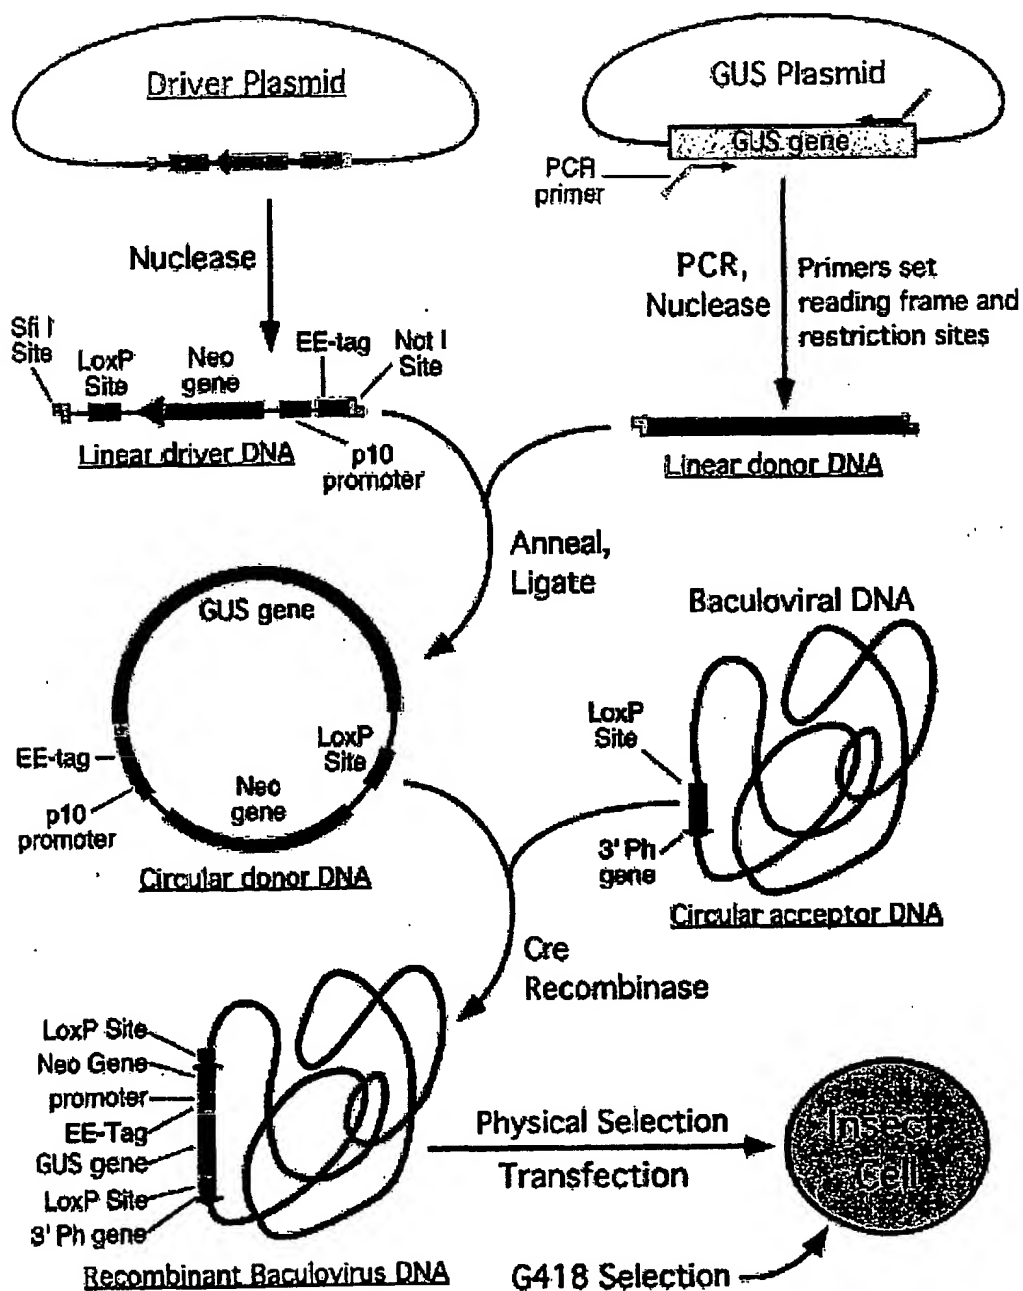 Driver Plasmid
GUS Plasmid
GUS gene
PCR
primer
Nuclease
PCR,
Nuclease
Primers set
reading frame and
restriction sites
Sfi I
Site
LoxP
Site
Neo
gene
EE-tag
Not I
Site
p10
promoter
Linear driver DNA
Linear donor DNA
Anneal,
Ligate
GUS gene
EE-tag
p10
promoter
Neo
gene
LoxP
Site
Circular donor DNA
Baculoviral DNA
LoxP
Site
3' Ph
gene
Circular acceptor DNA
Cre
Recombinase
LoxP Site
Neo Gene
promoter
EE-Tag
GUS gene
LoxP Site
3' Ph gene
Recombinant Baculovirus DNA
Physical Selection
Transfection
Insect
Cell
G418 Selection